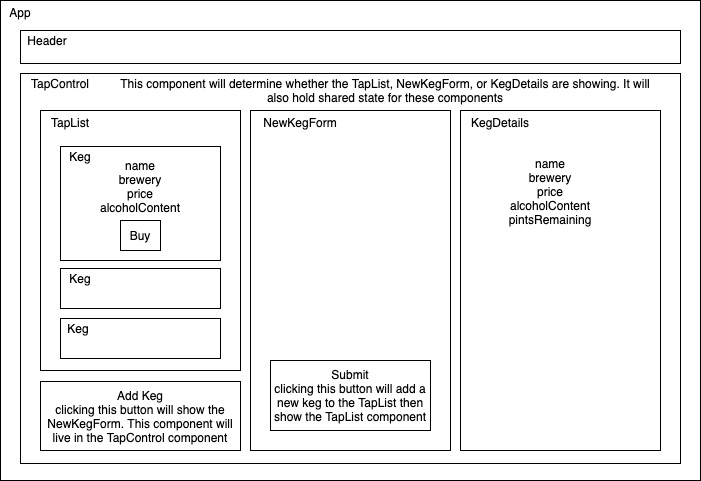 App
Header
TapControl
This component will determine whether the TapList, NewKegForm, or KegDetails are showing. It will
also hold shared state for these components
TapList
Keg
name
brewery
price
alcoholContent
Buy
Keg
Keg
Add Keg
clicking this button will show the
NewKegForm. This component will
live in the TapControl component
NewKegForm
Submit
clicking this button will add a
new keg to the TapList then
show the TapList component
KegDetails
name
brewery
price
alcoholContent
pintsRemaining